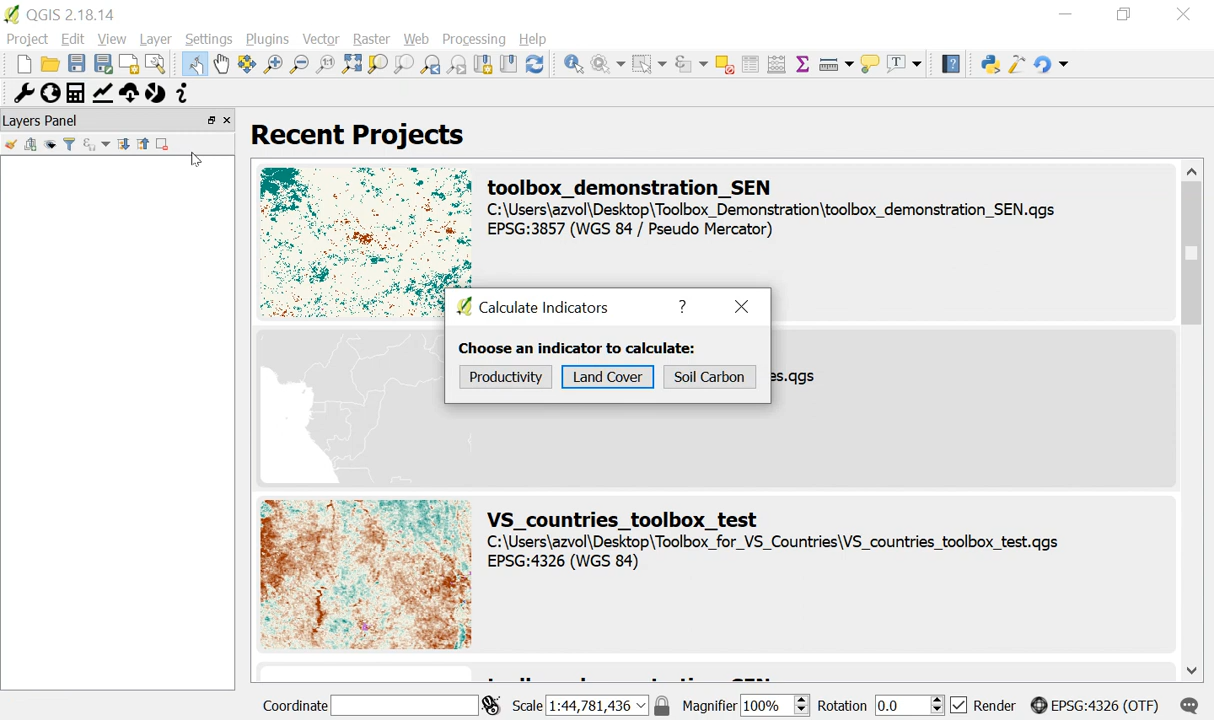 QGIS 2.18.14
Project Edit View Layer Settings Plugins Vector Raster Web Processing Help
Layers Panel
Recent Projects
toolbox_demonstration_SEN
C:\Users\azvol\Desktop\Toolbox_Demonstration\toolbox_demonstration_SEN.qgs
EPSG:3857 (WGS 84 / Pseudo Mercator)
Calculate Indicators
Choose an indicator to calculate:
Productivity Land Cover Soil Carbon
es.qgs
VS_countries_toolbox_test
C:\Users\azvol\Desktop\Toolbox_for_VS_Countries\VS_countries_toolbox_test.qgs
EPSG:4326 (WGS 84)
Coordinate Scale 1:44,781,436 Magnifier 100% Rotation 0.0 Render EPSG:4326 (OTF)